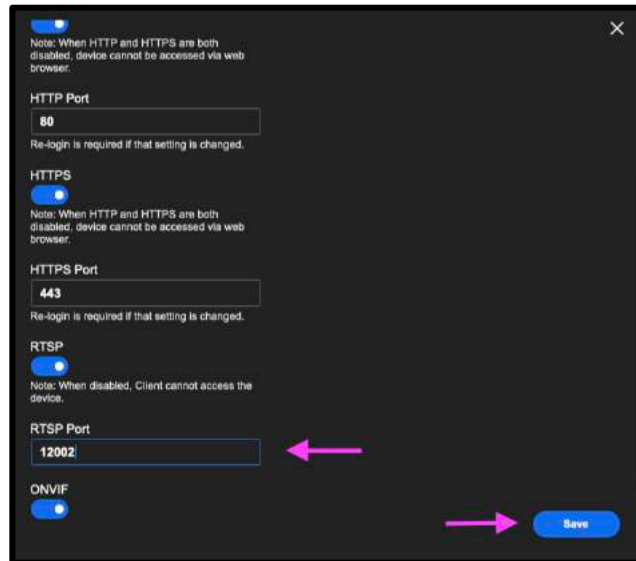 Note: When HTTP and HTTPS are both
disabled, device cannot be accessed via web
browser.
HTTP Port
80
Re-login is required if that setting is changed.
HTTPS
Note: When HTTP and HTTPS are both
disabled, device cannot be accessed via web
browser.
HTTPS Port
443
Re-login is required if that setting is changed.
RTSP
Note: When disabled, Client cannot access the
device.
RTSP Port
12002
ONVIF
Save